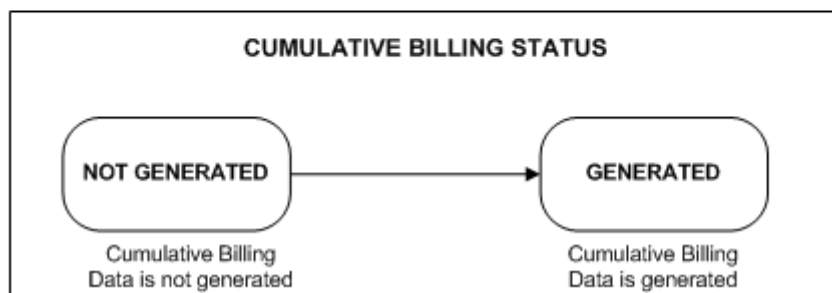 CUMULATIVE BILLING STATUS
NOT GENERATED
GENERATED
Cumulative Billing
Data is not generated
Cumulative Billing
Data is generated